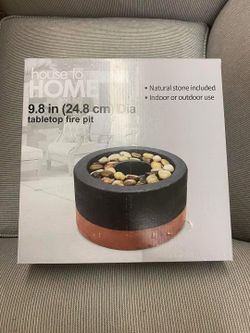 house to
HOME
9.8 in (24.8 cm) Dia
tabletop fire pit
• Natural stone included
• Indoor or outdoor use